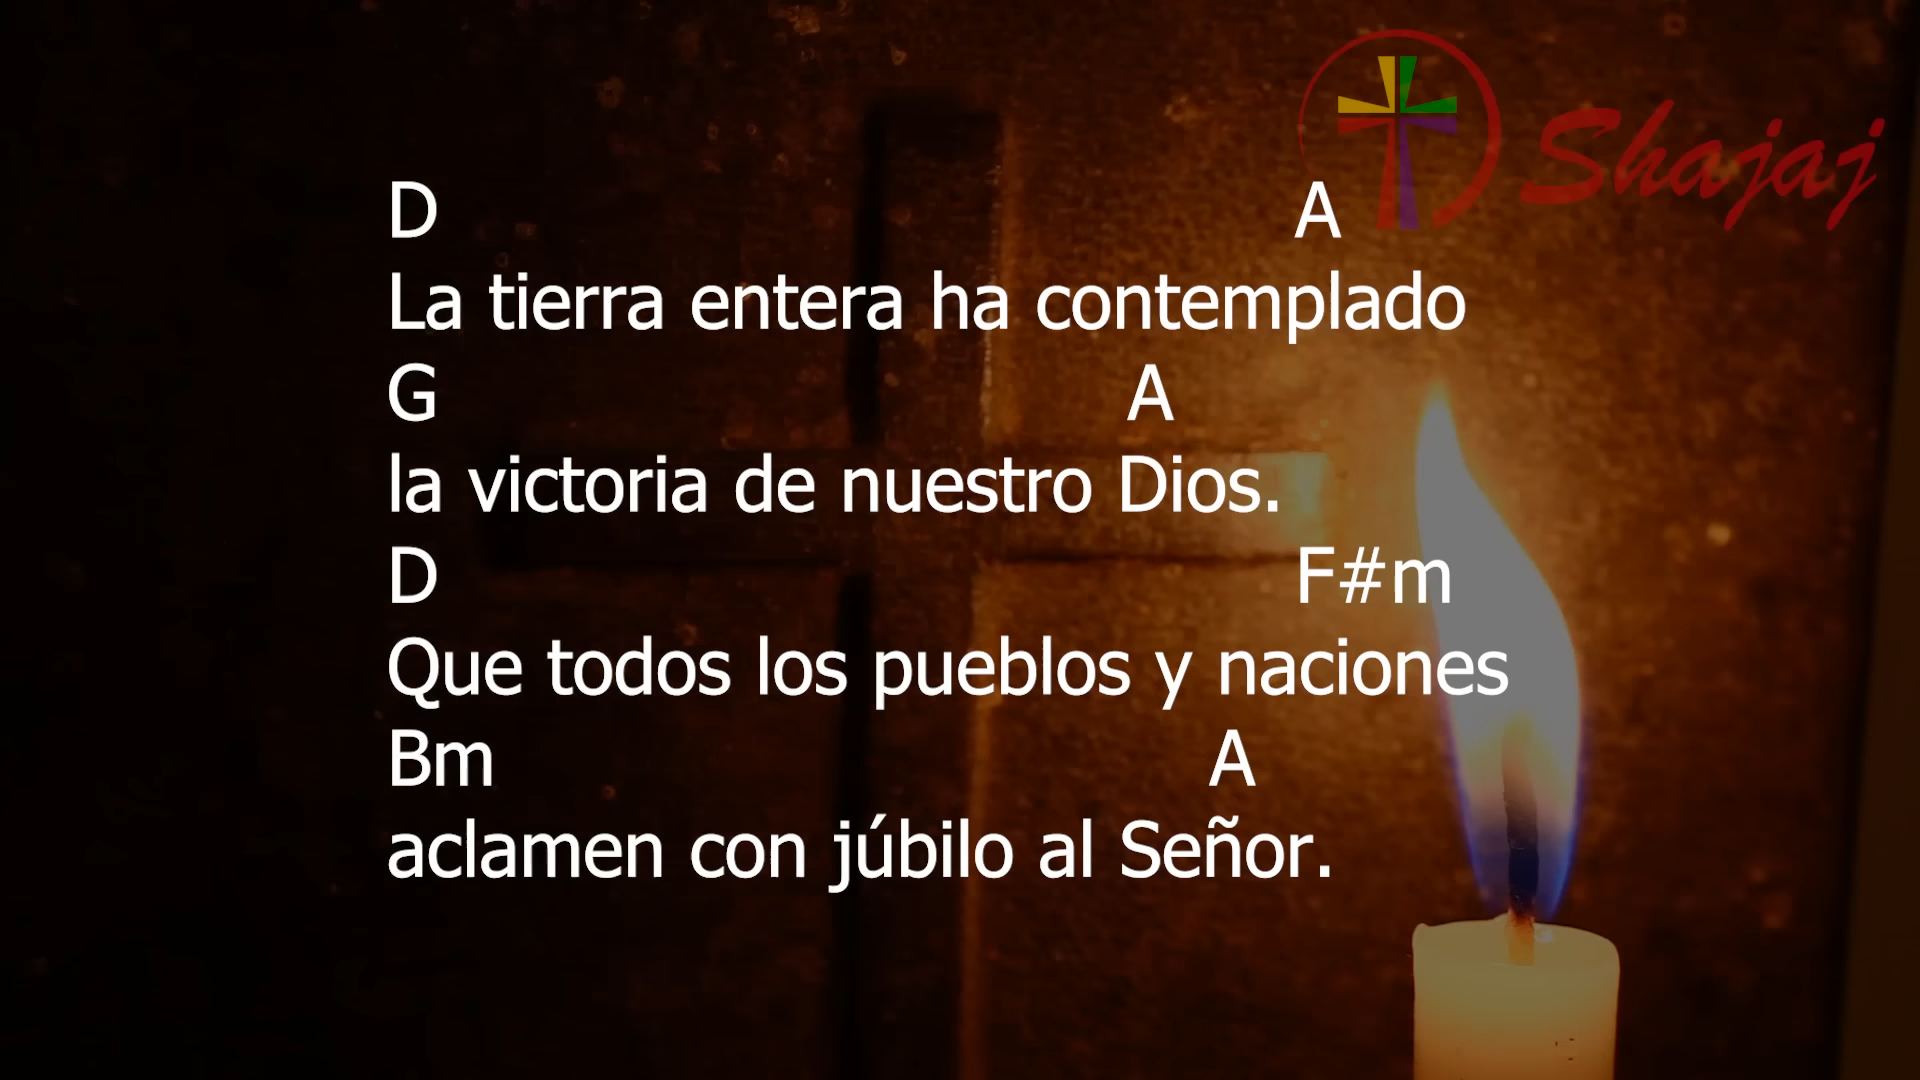 Shajaj
D A
La tierra entera ha contemplado
G A
la victoria de nuestro Dios.
D F#m
Que todos los pueblos y naciones
Bm A
aclamen con júbilo al Señor.